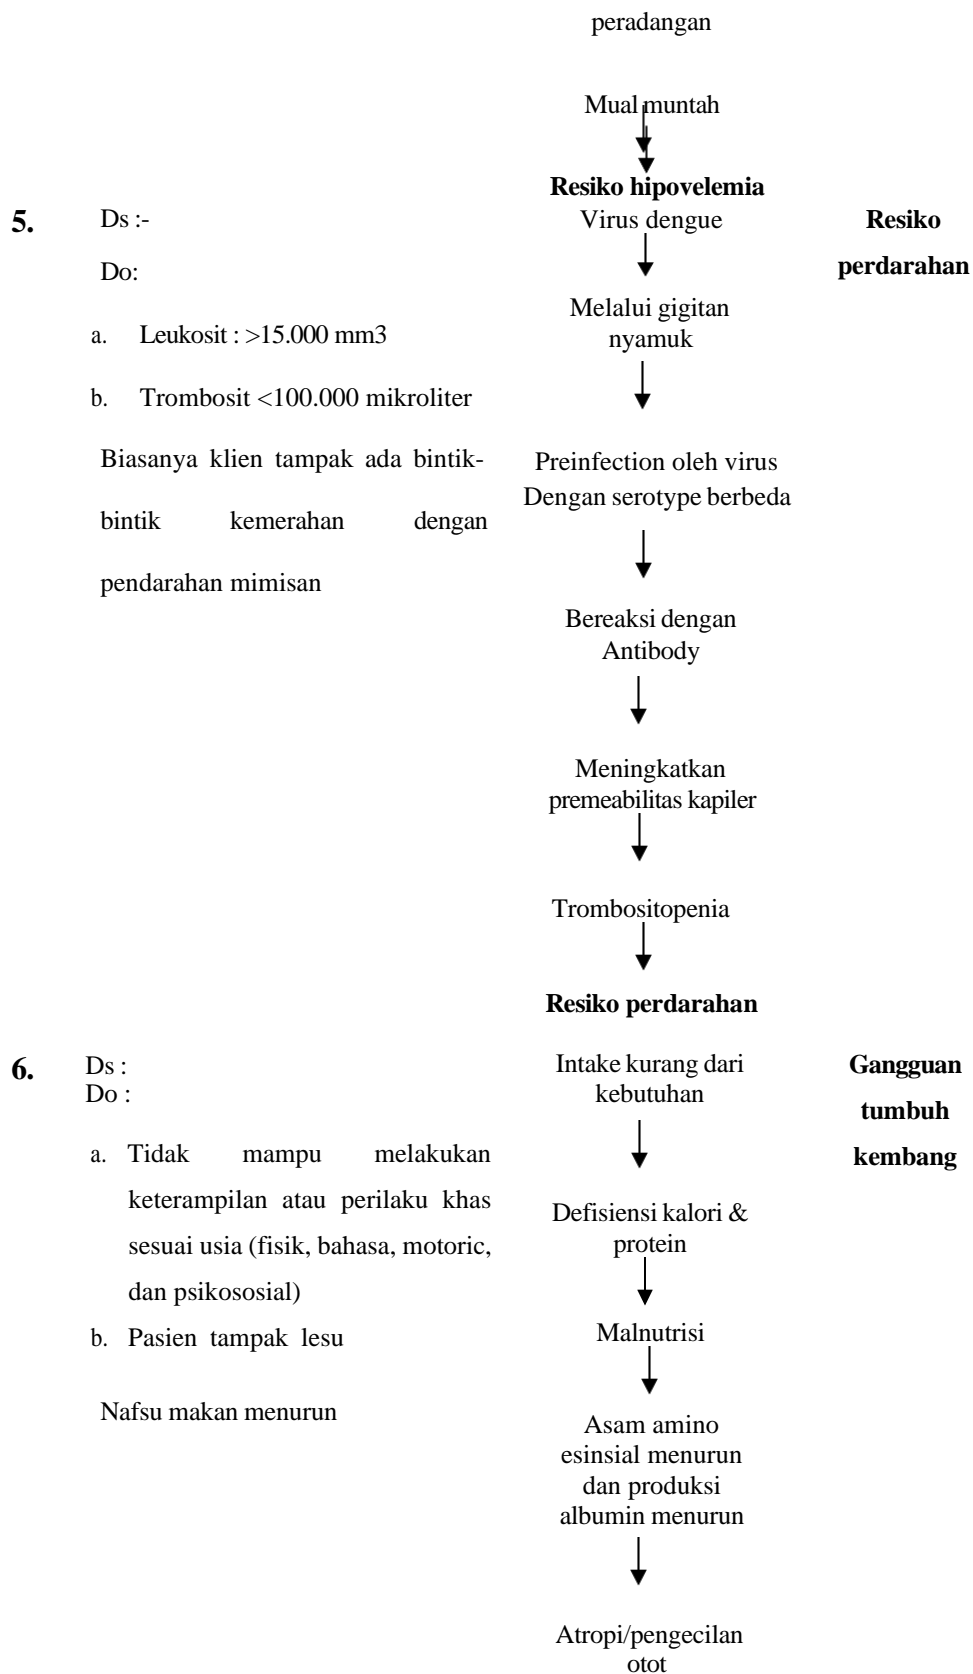 peradangan
Mual muntah
Resiko hipovelemia
5.
Ds :-
Do:
a. Leukosit : >15.000 mm3
b. Trombosit <100.000 mikroliter
Biasanya klien tampak ada bintik-
bintik kemerahan dengan
pendarahan mimisan
Virus dengue
Melalui gigitan
nyamuk
Preinfection oleh virus
Dengan serotype berbeda
Bereaksi dengan
Antibody
Meningkatkan
premeabilitas kapiler
Trombositopenia
Resiko perdarahan
Resiko
perdarahan
6.
Ds :
Do :
a. Tidak mampu melakukan
keterampilan atau perilaku khas
sesuai usia (fisik, bahasa, motoric,
dan psikososial)
b. Pasien tampak lesu
Nafsu makan menurun
Intake kurang dari
kebutuhan
Defisiensi kalori &
protein
Malnutrisi
Asam amino
esinsial menurun
dan produksi
albumin menurun
Atropi/pengecilan
otot
Gangguan
tumbuh
kembang